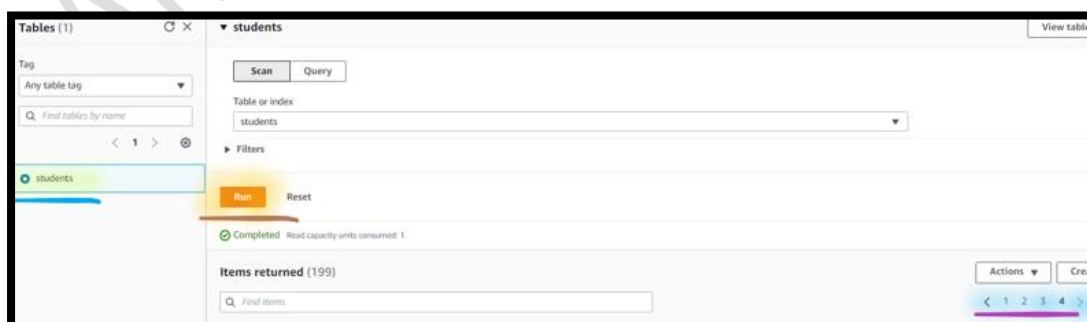 Tables (1)
Tag
Any table tag
Find tables by name
< 1 >
students
students
View table
Scan Query
Table or index
students
Filters
Run Reset
Completed Read capacity units consumed: 1
Items returned (199)
Actions Cre
Find items
< 1 2 3 4 >